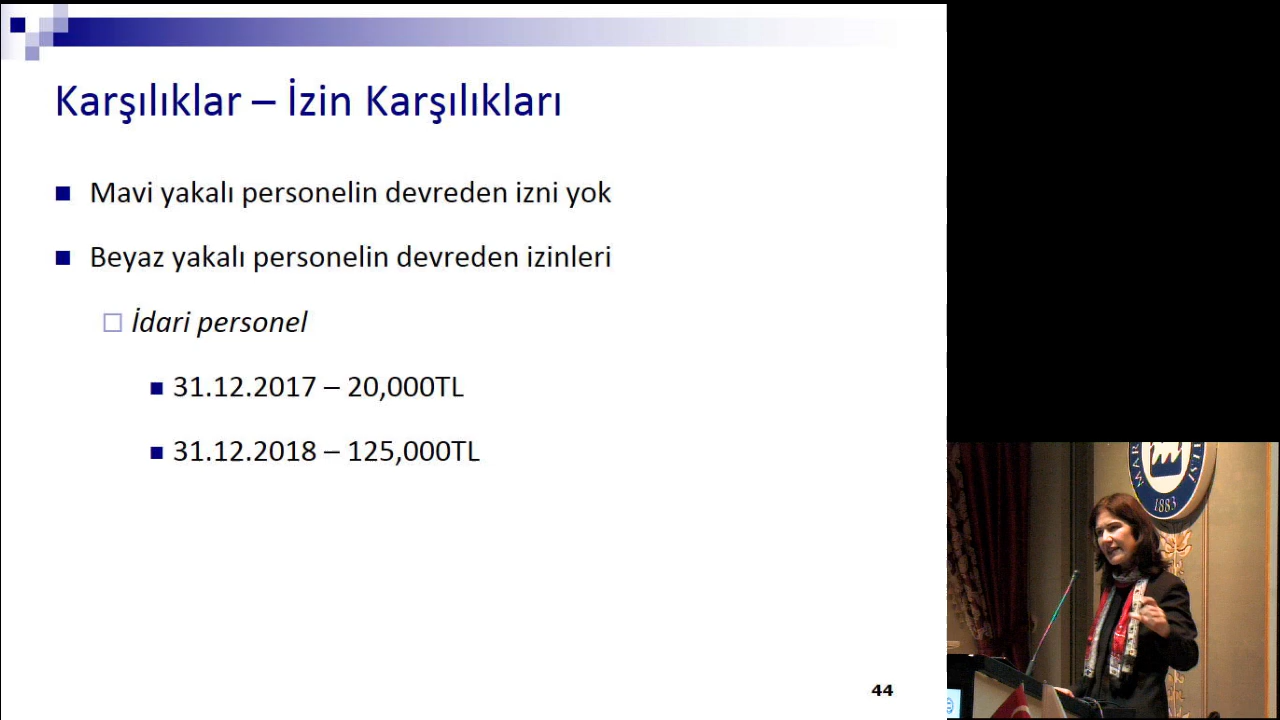 Karşılıklar – İzin Karşılıkları
Mavi yakalı personelin devreden izni yok
Beyaz yakalı personelin devreden izinleri
İdari personel
31.12.2017 – 20,000TL
31.12.2018 – 125,000TL
44
1883